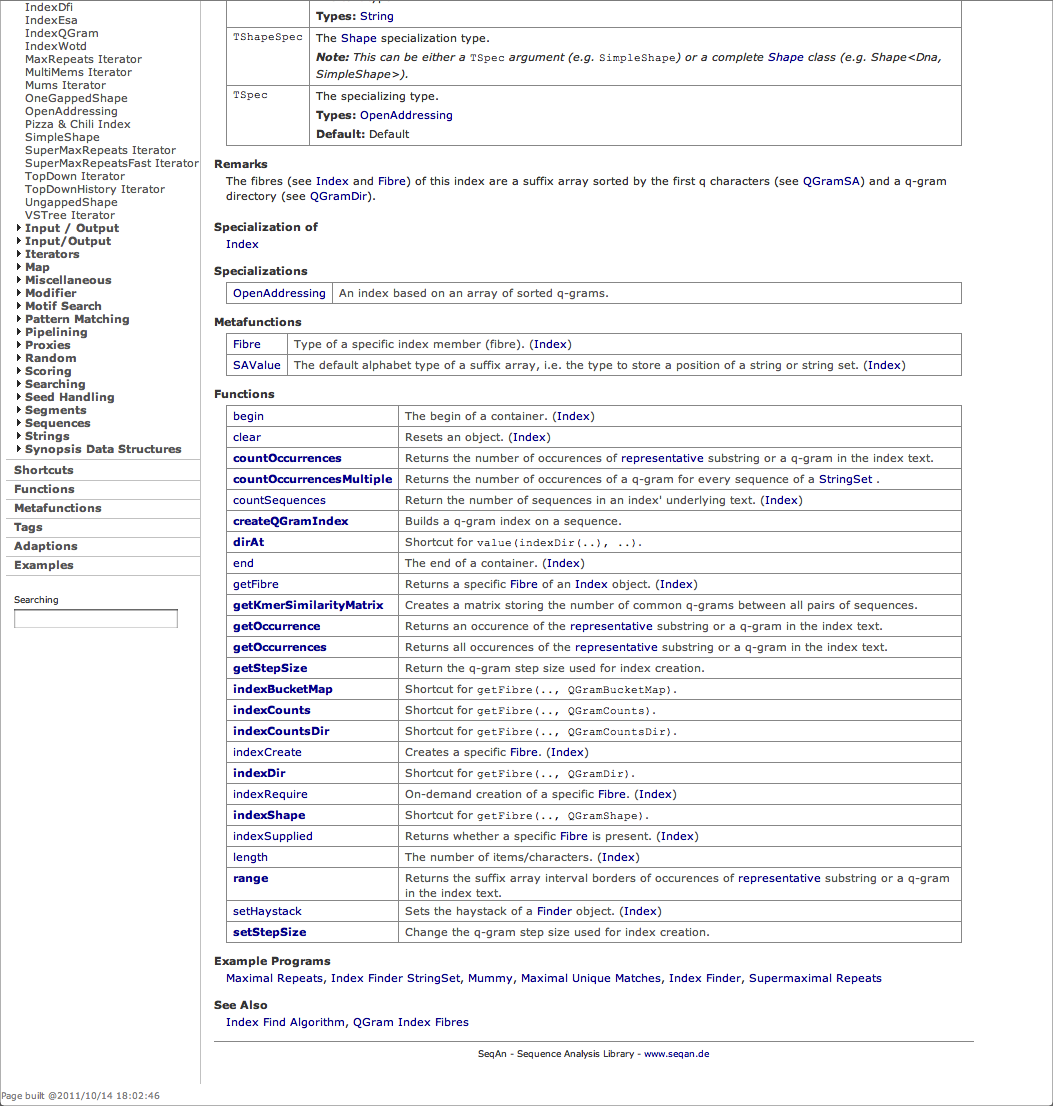 IndexDfi
IndexEsa
IndexQGram
IndexWotd
MaxRepeats Iterator
MultiMems Iterator
Mums Iterator
OneGappedShape
OpenAddressing
Pizza & Chili Index
SimpleShape
SuperMaxRepeats Iterator
SuperMaxRepeatsFast Iterator
TopDown Iterator
TopDownHistory Iterator
UngappedShape
VSTree Iterator
Input / Output
Input/Output
Iterators
Map
Miscellaneous
Modifier
Motif Search
Pattern Matching
Pipelining
Proxies
Random
Scoring
Searching
Seed Handling
Segments
Sequences
Strings
Synopsis Data Structures
Shortcuts
Functions
Metafunctions
Tags
Adaptions
Examples
Searching
Types: String
TShapeSpec The Shape specialization type.
Note: This can be either a TSpec argument (e.g. SimpleShape) or a complete Shape class (e.g. Shape<Dna,
SimpleShape>).
TSpec The specializing type.
Types: OpenAddressing
Default: Default
Remarks
The fibres (see Index and Fibre) of this index are a suffix array sorted by the first q characters (see QGramSA) and a q-gram
directory (see QGramDir).
Specialization of
Index
Specializations
OpenAddressing An index based on an array of sorted q-grams.
Metafunctions
Fibre Type of a specific index member (fibre). (Index)
SAValue The default alphabet type of a suffix array, i.e. the type to store a position of a string or string set. (Index)
Functions
begin The begin of a container. (Index)
clear Resets an object. (Index)
countOccurrences Returns the number of occurences of representative substring or a q-gram in the index text.
countOccurrencesMultiple Returns the number of occurences of a q-gram for every sequence of a StringSet .
countSequences Return the number of sequences in an index' underlying text. (Index)
createQGramIndex Builds a q-gram index on a sequence.
dirAt Shortcut for value(indexDir(..), ..).
end The end of a container. (Index)
getFibre Returns a specific Fibre of an Index object. (Index)
getKmerSimilarityMatrix Creates a matrix storing the number of common q-grams between all pairs of sequences.
getOccurrence Returns an occurence of the representative substring or a q-gram in the index text.
getOccurrences Returns all occurences of the representative substring or a q-gram in the index text.
getStepSize Return the q-gram step size used for index creation.
indexBucketMap Shortcut for getFibre(.., QGramBucketMap).
indexCounts Shortcut for getFibre(.., QGramCounts).
indexCountsDir Shortcut for getFibre(.., QGramCountsDir).
indexCreate Creates a specific Fibre. (Index)
indexDir Shortcut for getFibre(.., QGramDir).
indexRequire On-demand creation of a specific Fibre. (Index)
indexShape Shortcut for getFibre(.., QGramShape).
indexSupplied Returns whether a specific Fibre is present. (Index)
length The number of items/characters. (Index)
range Returns the suffix array interval borders of occurences of representative substring or a q-gram
in the index text.
setHaystack Sets the haystack of a Finder object. (Index)
setStepSize Change the q-gram step size used for index creation.
Example Programs
Maximal Repeats, Index Finder StringSet, Mummy, Maximal Unique Matches, Index Finder, Supermaximal Repeats
See Also
Index Find Algorithm, QGram Index Fibres
SeqAn - Sequence Analysis Library - www.seqan.de
Page built @2011/10/14 18:02:46